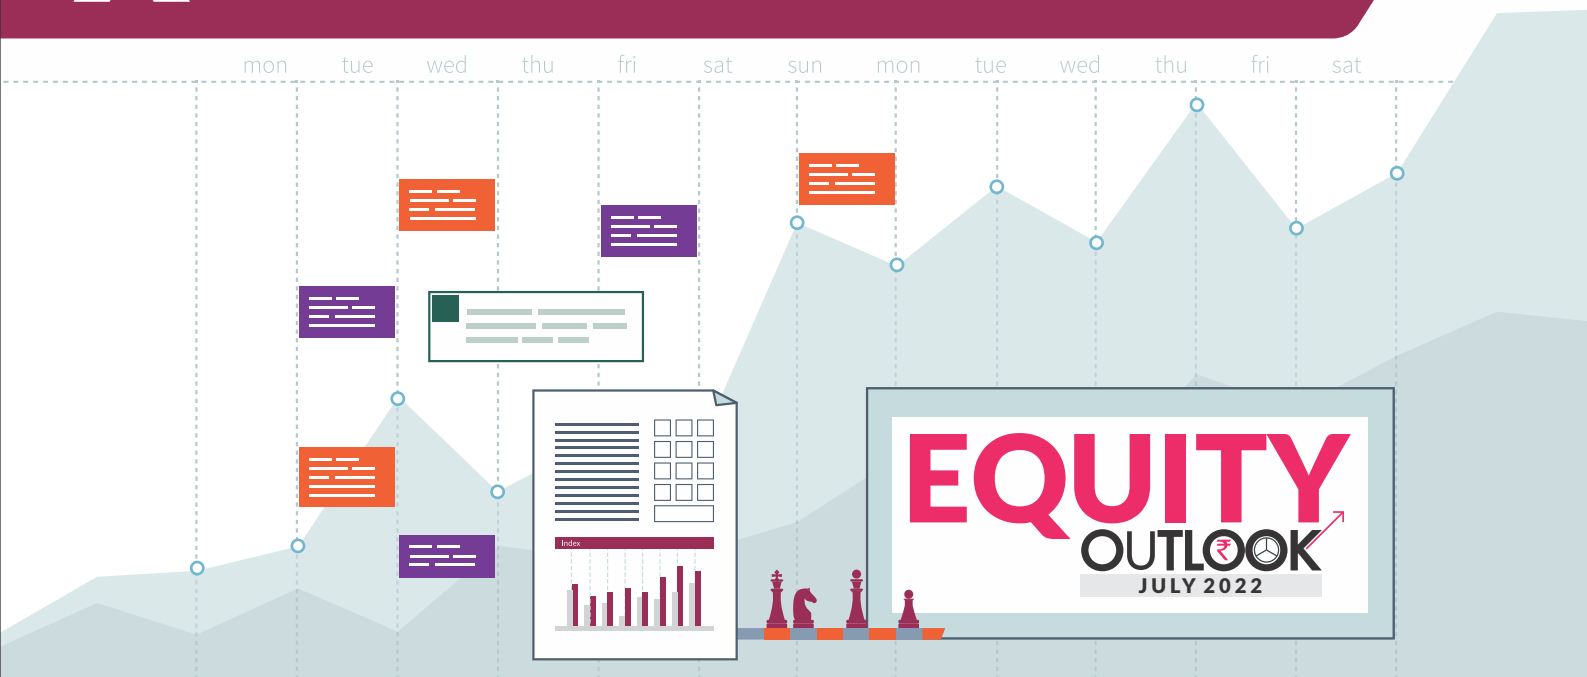 mon tue wed thu fri sat sun mon tue wed thu fri sat
Index
EQUITY
OUTLOOK
JULY 2022